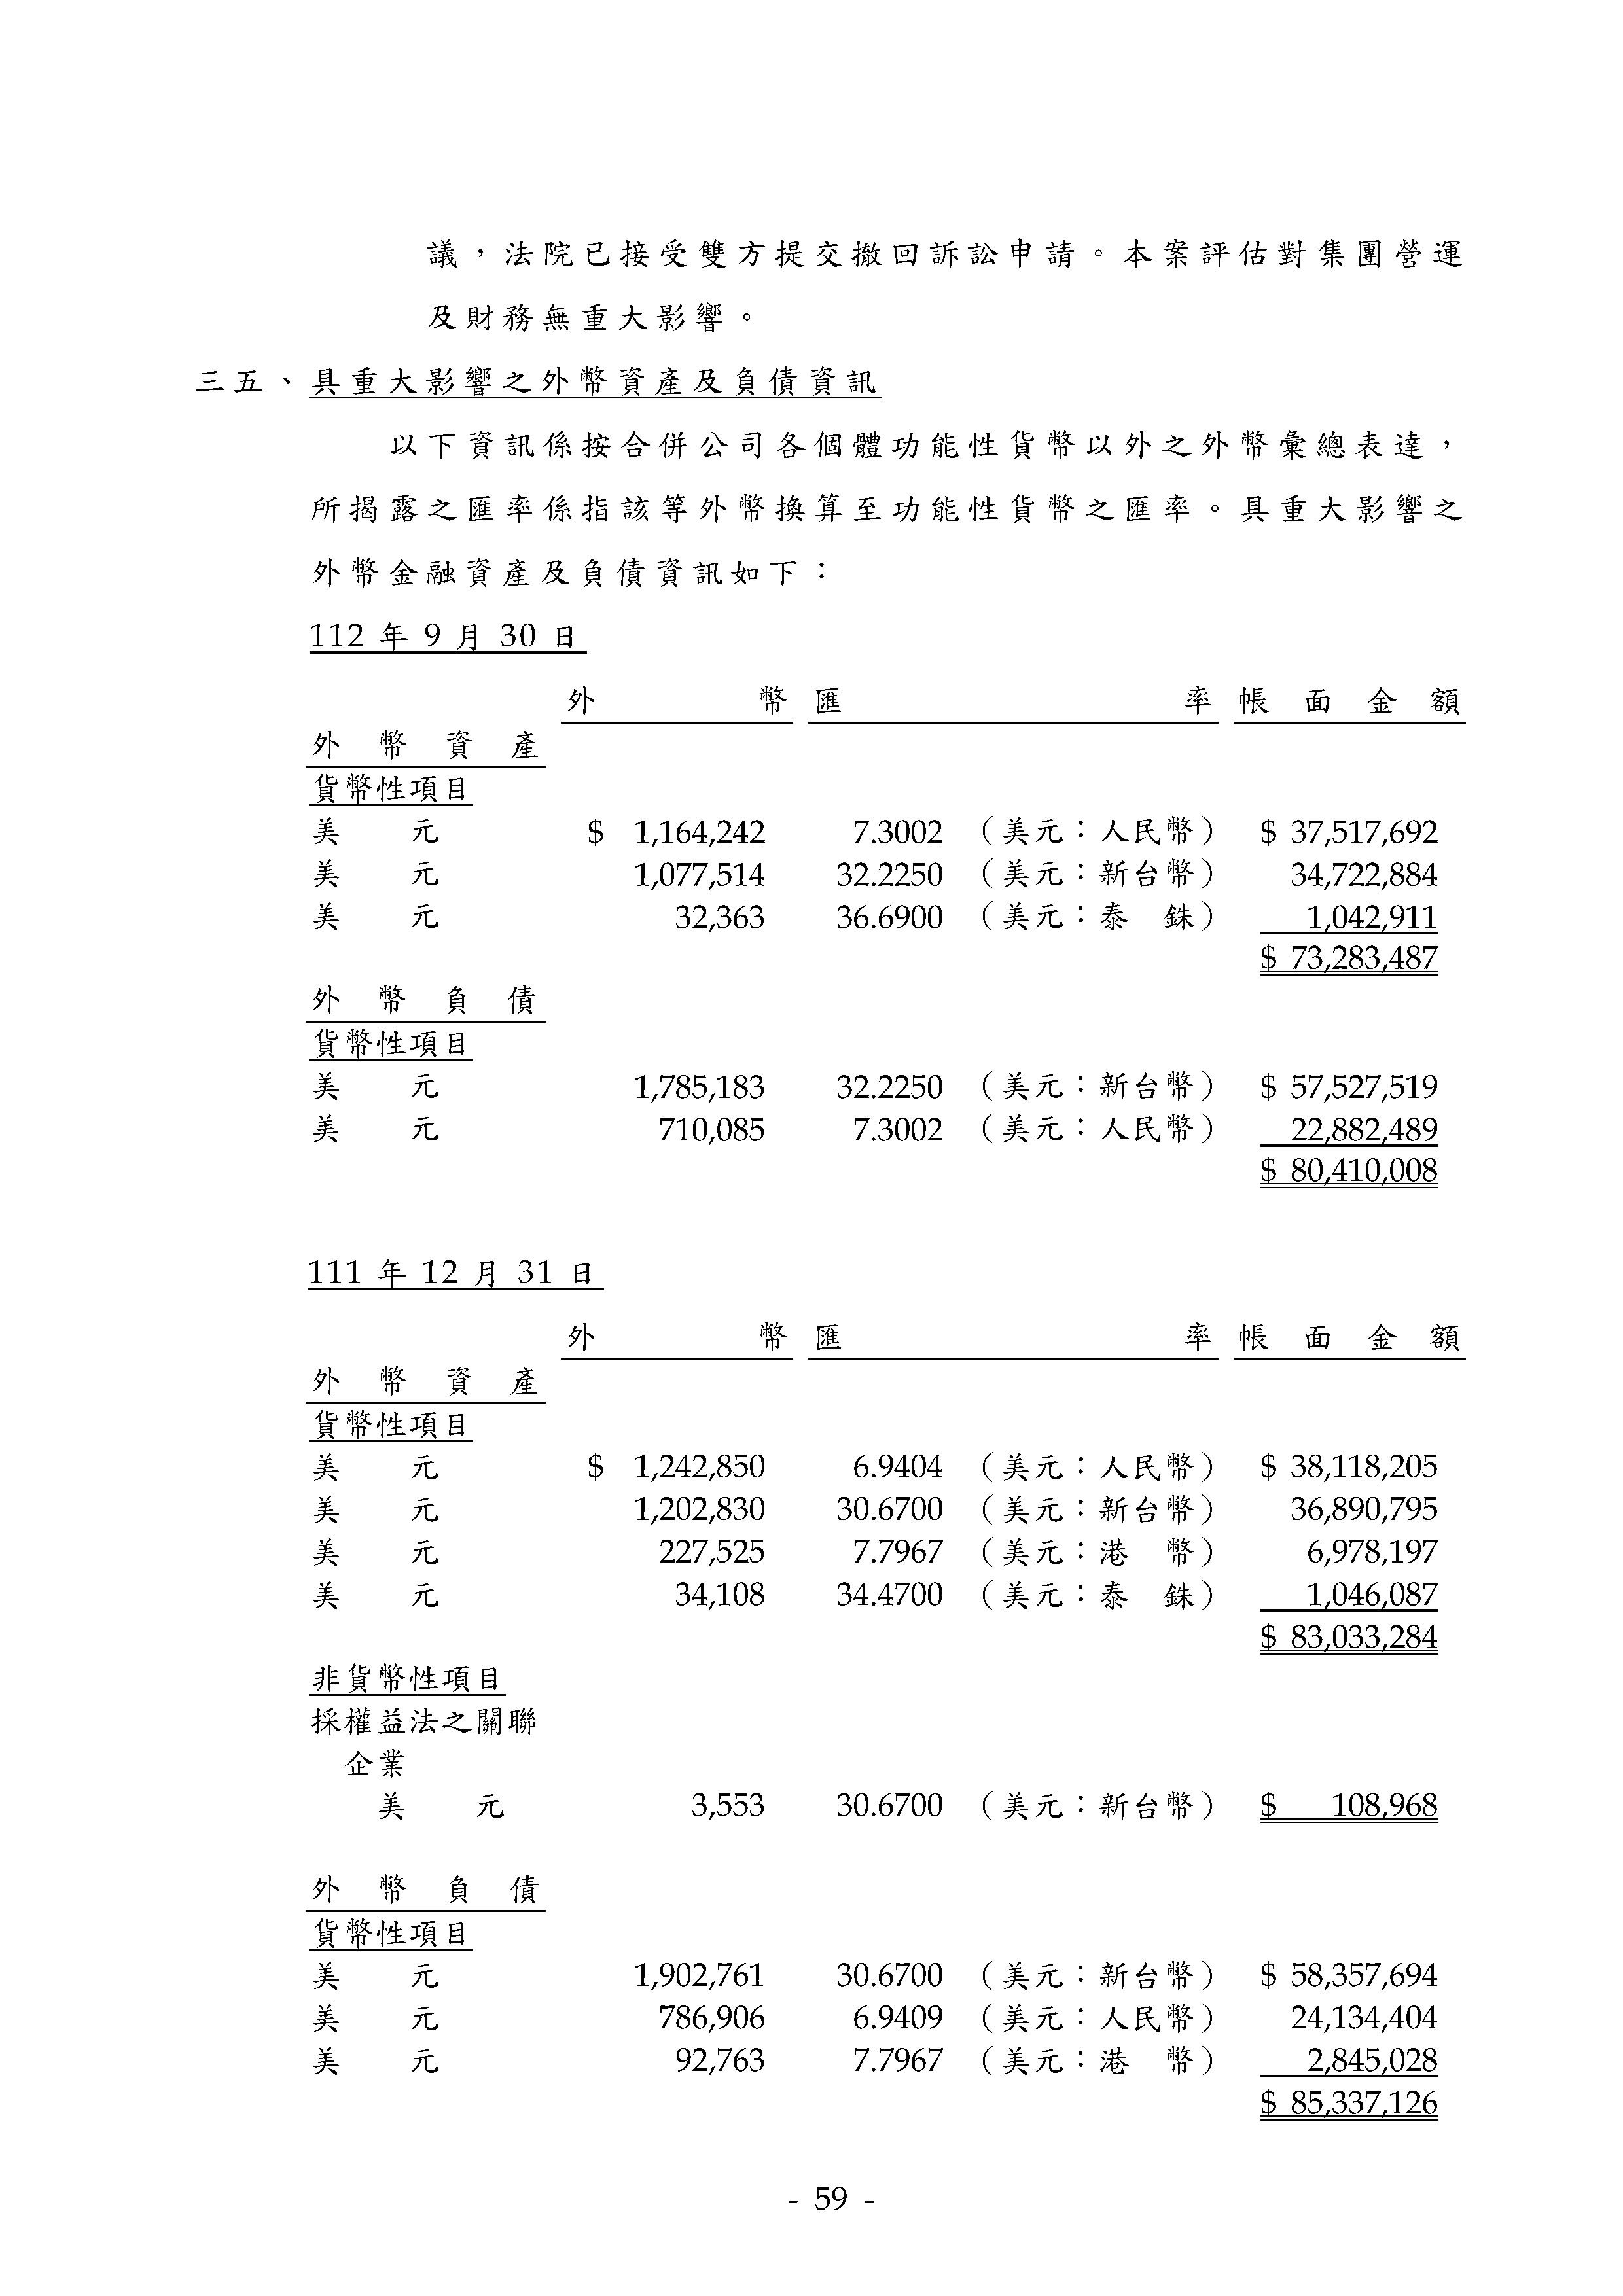 議，法院已接受雙方提交撤回訴訟申請。本案評估對集團營運
及財務無重大影響。
三五、具重大影響之外幣資產及負債資訊
以下資訊係按合併公司各個體功能性貨幣以外之外幣彙總表達，
所揭露之匯率係指該等外幣換算至功能性貨幣之匯率。具重大影響之
外幣金融資產及負債資訊如下：
112 年 9 月 30 日
外幣 匯率 帳面金額
外幣資產
貨幣性項目
美元 $ 1,164,242 7.3002 （美元：人民幣） $ 37,517,692
美元 1,077,514 32.2250 （美元：新台幣） 34,722,884
美元 32,363 36.6900 （美元：泰　銖） 1,042,911
$ 73,283,487
外幣負債
貨幣性項目
美元 1,785,183 32.2250 （美元：新台幣） $ 57,527,519
美元 710,085 7.3002 （美元：人民幣） 22,882,489
$ 80,410,008
111 年 12 月 31 日
外幣 匯率 帳面金額
外幣資產
貨幣性項目
美元 $ 1,242,850 6.9404 （美元：人民幣） $ 38,118,205
美元 1,202,830 30.6700 （美元：新台幣） 36,890,795
美元 227,525 7.7967 （美元：港　幣） 6,978,197
美元 34,108 34.4700 （美元：泰　銖） 1,046,087
$ 83,033,284
非貨幣性項目
採權益法之關聯
企業
美元 3,553 30.6700 （美元：新台幣） $ 108,968
外幣負債
貨幣性項目
美元 1,902,761 30.6700 （美元：新台幣） $ 58,357,694
美元 786,906 6.9409 （美元：人民幣） 24,134,404
美元 92,763 7.7967 （美元：港　幣） 2,845,028
$ 85,337,126
- 59 -